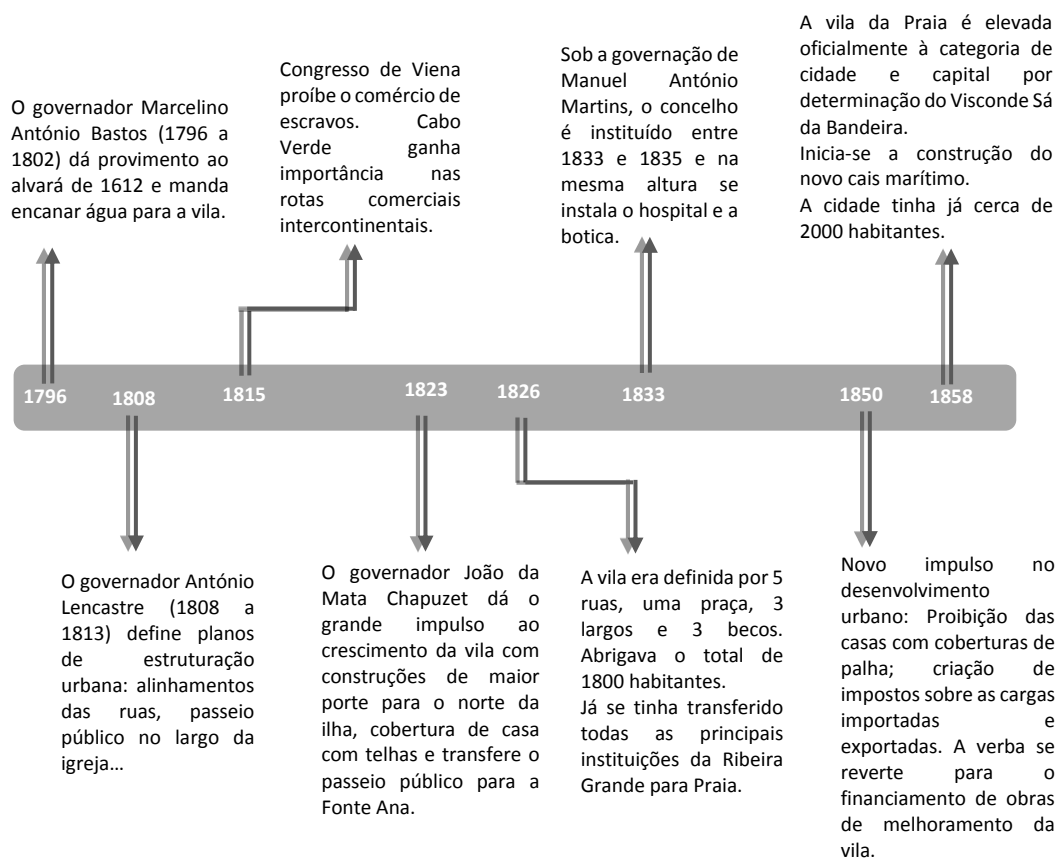 O governador Marcelino
António Bastos (1796 a
1802) dá provimento ao
alvará de 1612 e manda
encanar água para a vila.
Congresso de Viena
proíbe o comércio de
escravos. Cabo
Verde ganha
importância nas
rotas comerciais
intercontinentais.
Sob a governação de
Manuel António
Martins, o concelho
é instituído entre
1833 e 1835 e na
mesma altura se
instala o hospital e a
botica.
A vila da Praia é elevada
oficialmente à categoria de
cidade e capital por
determinação do Visconde Sá
da Bandeira.
Inicia-se a construção do
novo cais marítimo.
A cidade tinha já cerca de
2000 habitantes.
1796
1808
1815
1823
1826
1833
1850
1858
O governador António
Lencastre (1808 a
1813) define planos
de estruturação
urbana: alinhamentos
das ruas, passeio
público no largo da
igreja...
O governador João da
Mata Chapuzet dá o
grande impulso ao
crescimento da vila com
construções de maior
porte para o norte da
ilha, cobertura de casa
com telhas e transfere o
passeio público para a
Fonte Ana.
A vila era definida por 5
ruas, uma praça, 3
largos e 3 becos.
Abrigava o total de
1800 habitantes.
Já se tinha transferido
todas as principais
instituições da Ribeira
Grande para Praia.
Novo impulso no
desenvolvimento
urbano: Proibição das
casas com coberturas de
palha; criação de
impostos sobre as cargas
importadas e
exportadas. A verba se
reverte para o
financiamento de obras
de melhoramento da
vila.